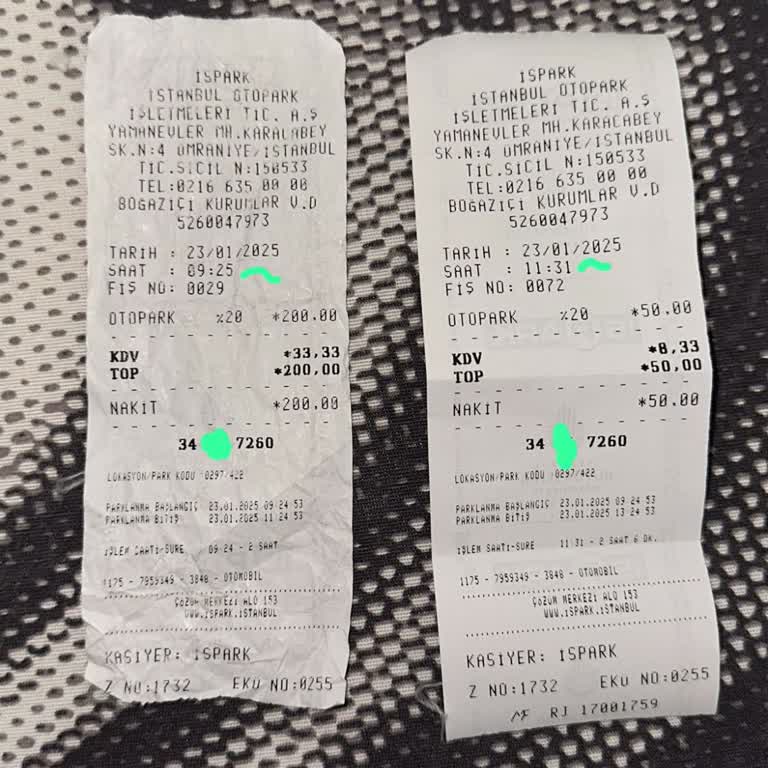 İSPARK
İSTANBUL OTOPARK
İŞLETMELERİ TİC. A.Ş
YAMANEVLER MH.KARACABEY
SK.N:4 ÜMRANİYE/İSTANBUL
TİC.SİCİL N:150533
TEL:0216 635 00 00
BOĞAZİÇİ KURUMLAR V.D
5260047973
TARİH : 23/01/2025
SAAT : 09:25
FİŞ NO: 0029
OTOPARK %20 *200.00
KDV *33,33
TOP *200,00
NAKİT *200.00
34 7260
LOKASYON/PARK KODU :0297/422
PARKLANMA BAŞLANGIÇ 23.01.2025 09:24 53
PARKLANMA BİTİŞ 23.01.2025 11:24 53
İŞLEM SAATİ-SÜRE 09:24 - 2 SAAT
1175 - 7959349 - 3848 - OTOMOBİL
ÇÖZÜM MERKEZİ ALO 153
WWW.İSPARK.İSTANBUL
KASİYER: İSPARK
Z NO:1732 EKÜ NO:0255
İSPARK
İSTANBUL OTOPARK
İŞLETMELERİ TİC. A.Ş
YAMANEVLER MH.KARACABEY
SK.N:4 ÜMRANİYE/İSTANBUL
TİC.SİCİL N:150533
TEL:0216 635 00 00
BOĞAZİÇİ KURUMLAR V.D
5260047973
TARİH : 23/01/2025
SAAT : 11:31
FİŞ NO: 0072
OTOPARK %20 *50.00
KDV *8,33
TOP *50,00
NAKİT *50.00
34 7260
LOKASYON/PARK KODU :0297/422
PARKLANMA BAŞLANGIÇ 23.01.2025 09:24 53
PARKLANMA BİTİŞ 23.01.2025 13:24 53
İŞLEM SAATİ-SÜRE 11:31 - 2 SAAT 6 DK.
1175 - 7959349 - 3848 - OTOMOBİL
ÇÖZÜM MERKEZİ ALO 153
WWW.İSPARK.İSTANBUL
KASİYER: İSPARK
Z NO:1732 EKÜ NO:0255
MF RJ 17001759